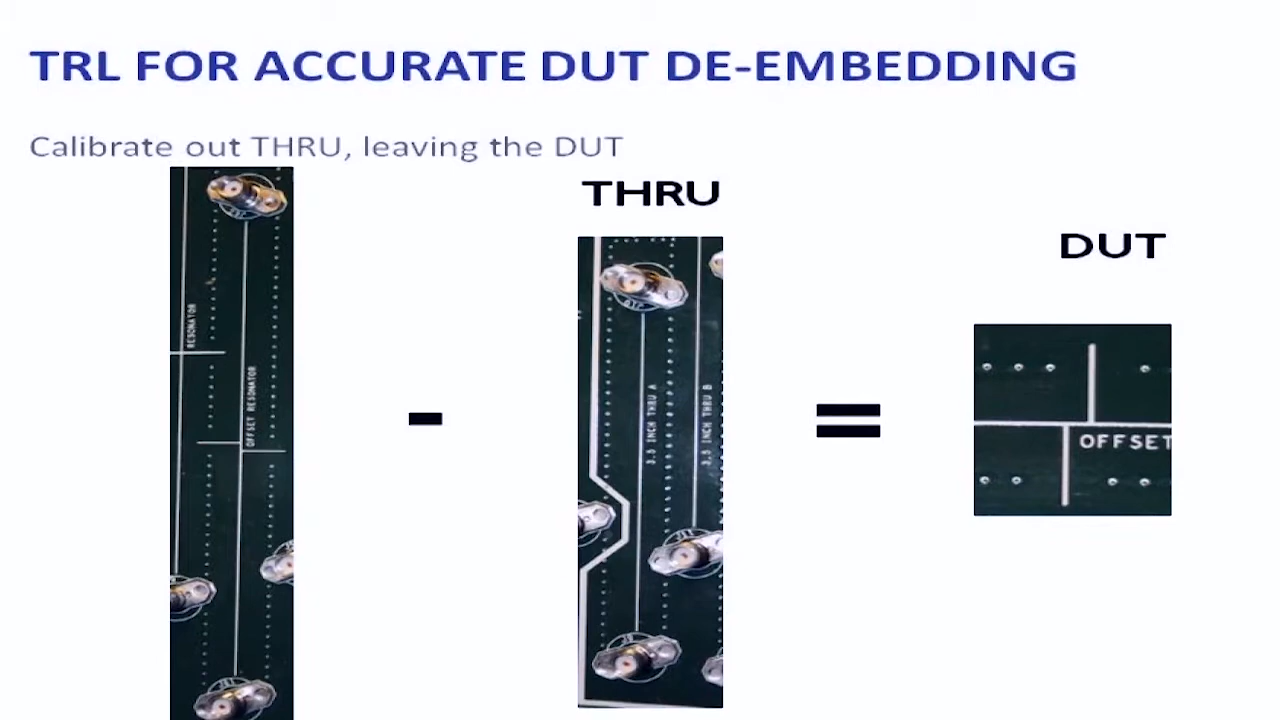 TRL FOR ACCURATE DUT DE-EMBEDDING
Calibrate out THRU, leaving the DUT
THRU
DUT
RESONATOR
OFFSET RESONATOR
3.5 INCH THRU A
3.5 INCH THRU B
-
=
OFFSET